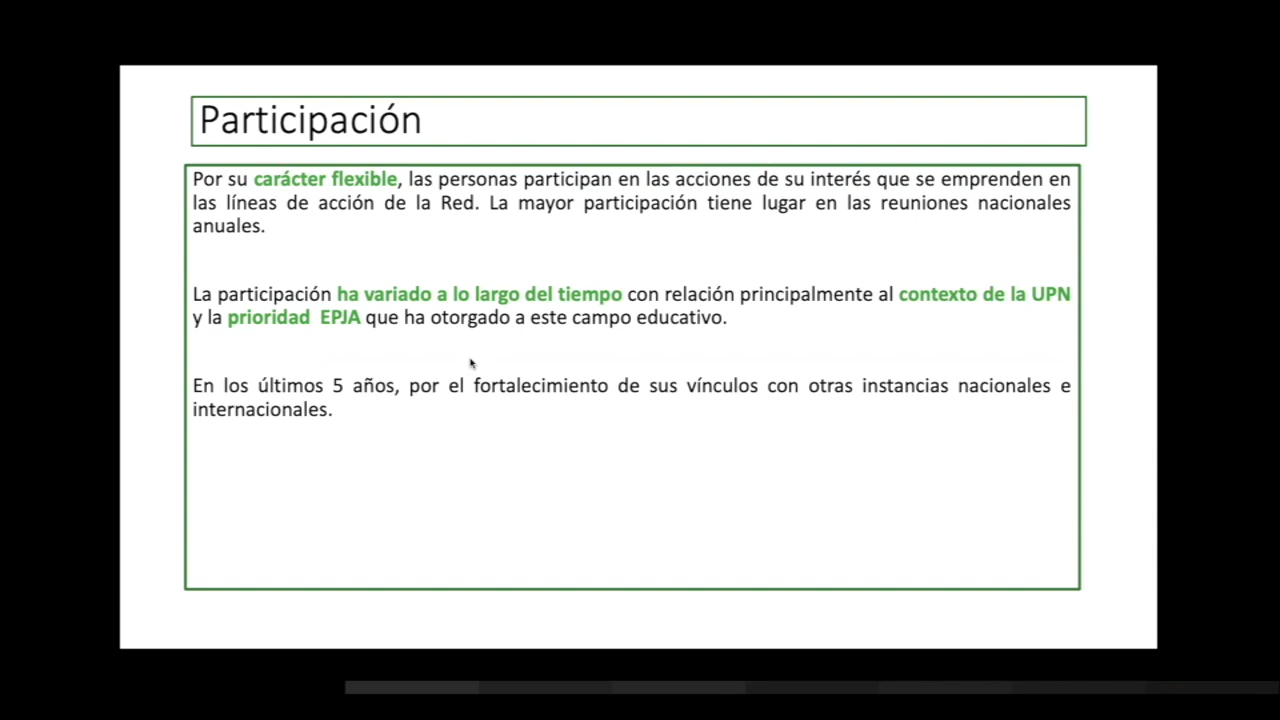 Participación
Por su carácter flexible, las personas participan en las acciones de su interés que se emprenden en
las líneas de acción de la Red. La mayor participación tiene lugar en las reuniones nacionales
anuales.
La participación ha variado a lo largo del tiempo con relación principalmente al contexto de la UPN
y la prioridad  EPJA que ha otorgado a este campo educativo.
En los últimos 5 años, por el fortalecimiento de sus vínculos con otras instancias nacionales e
internacionales.